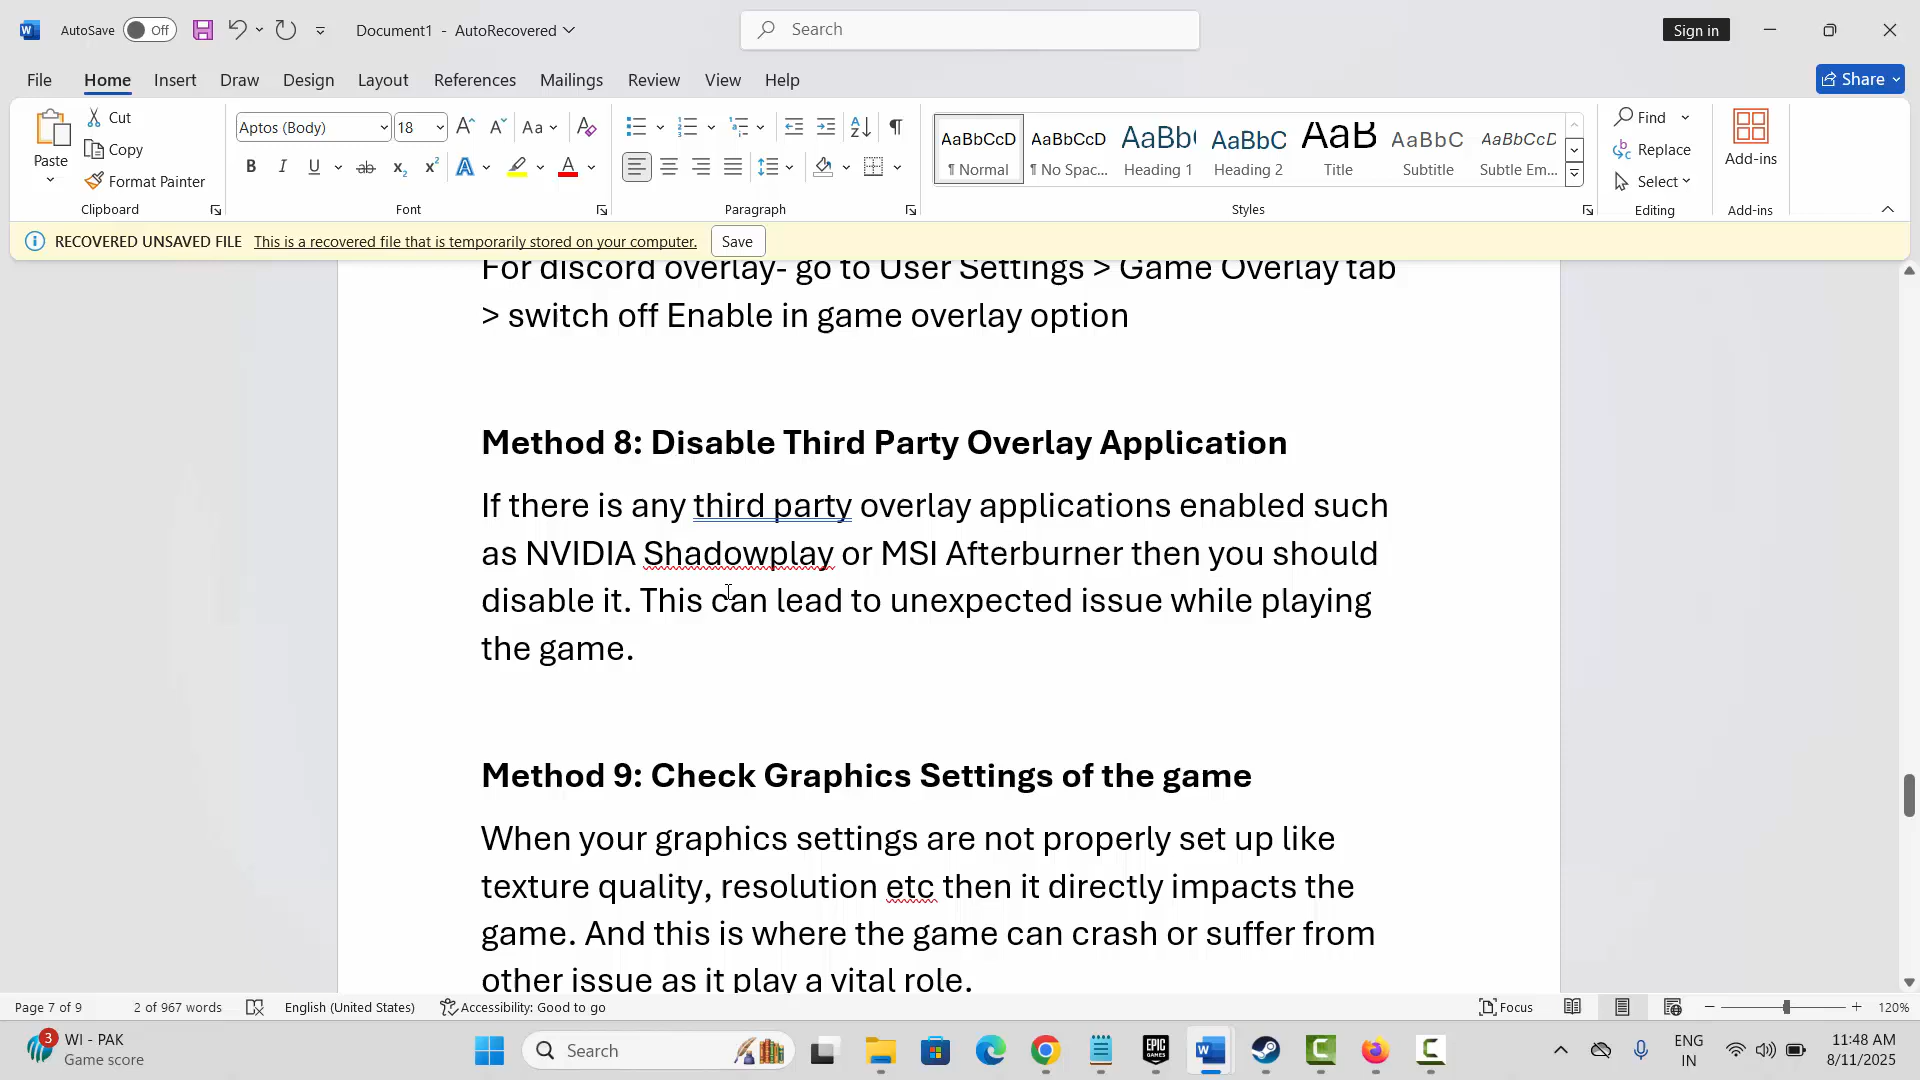 AutoSave Off Document1 - AutoRecovered Search Sign in
File Home Insert Draw Design Layout References Mailings Review View Help Share
Paste Cut Copy Format Painter
Aptos (Body) 18
AaBbCcD AaBbCcD AaBb( AaBbC AaB AaBbC AaBbCcD
¶ Normal ¶ No Spac... Heading 1 Heading 2 Title Subtitle Subtle Em...
Find Replace Select
Add-ins
Clipboard Font Paragraph Styles Editing Add-ins
RECOVERED UNSAVED FILE This is a recovered file that is temporarily stored on your computer. Save
For discord overlay- go to User Settings > Game Overlay tab
> switch off Enable in game overlay option
Method 8: Disable Third Party Overlay Application
If there is any third party overlay applications enabled such
as NVIDIA Shadowplay or MSI Afterburner then you should
disable it. This can lead to unexpected issue while playing
the game.
Method 9: Check Graphics Settings of the game
When your graphics settings are not properly set up like
texture quality, resolution etc then it directly impacts the
game. And this is where the game can crash or suffer from
other issue as it play a vital role.
Page 7 of 9 2 of 967 words English (United States) Accessibility: Good to go Focus 120%
3 WI - PAK
Game score
Search
EPIC GAMES
ENG
IN
11:48 AM
8/11/2025